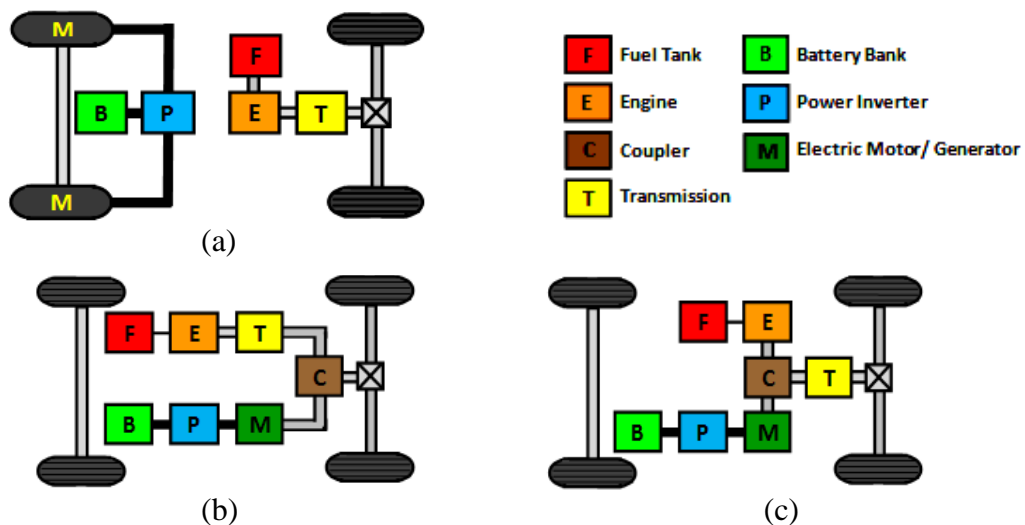 M
F
B P E T
M
F Fuel Tank B Battery Bank
E Engine P Power Inverter
C Coupler M Electric Motor/ Generator
T Transmission
(a)
F E T
C
B P M
(b)
F E
C T
B P M
(c)